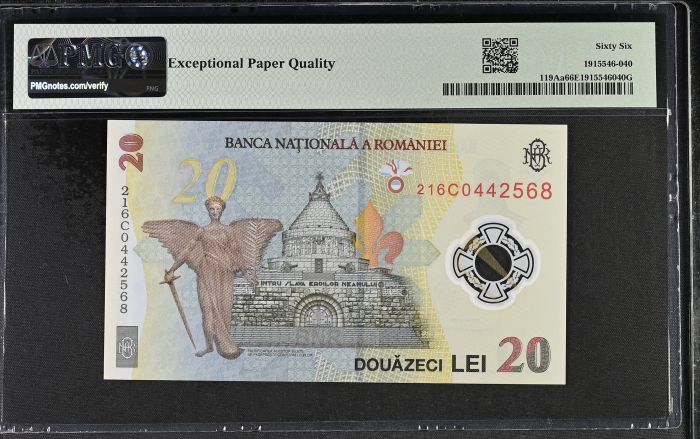 PMG
Exceptional Paper Quality
PMGnotes.com/verify
PNG
Sixty Six
1915546-040
119Aa66E1915546040G
BANCA NAȚIONALĂ A ROMÂNIEI
20
20
216C0442568
216C0442568
INTRU SLAVA EROILOR NEAMULUI
DOUĂZECI LEI 20